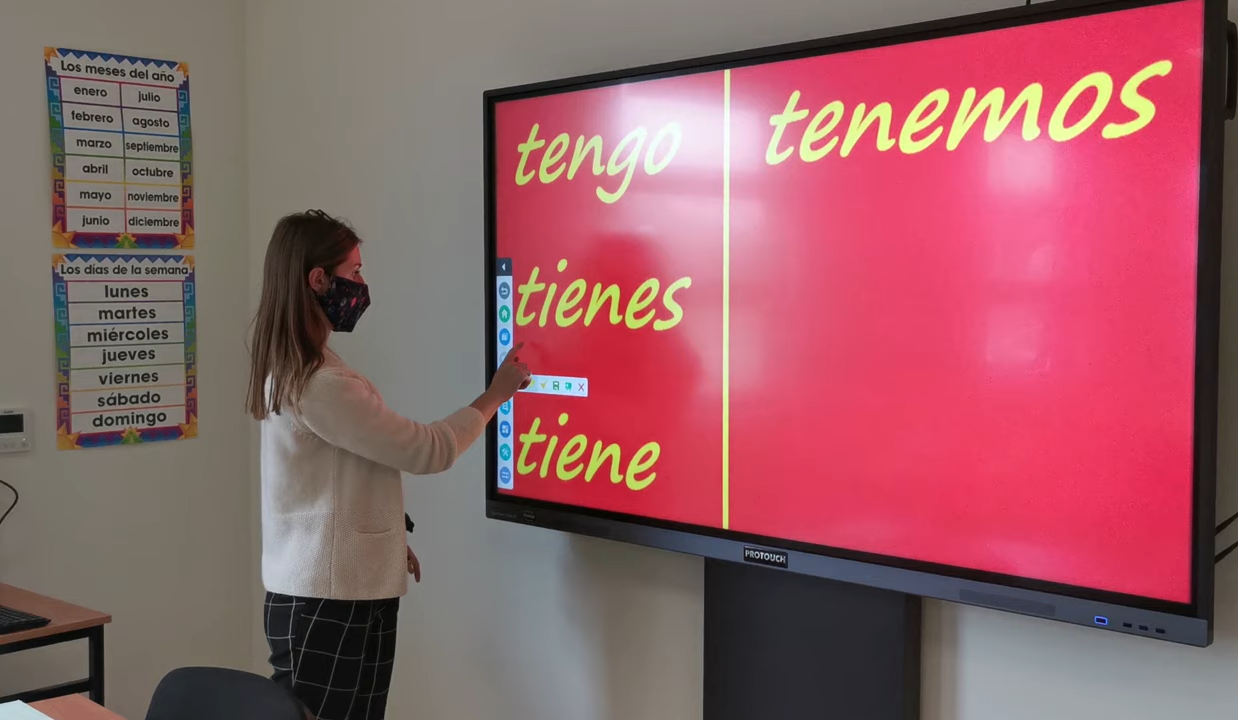 Los meses del año
enero julio
febrero agosto
marzo septiembre
abril octubre
mayo noviembre
junio diciembre
Los días de la semana
lunes
martes
miércoles
jueves
viernes
sábado
domingo
tengo
tienes
tiene
tenemos
PROTOUCH